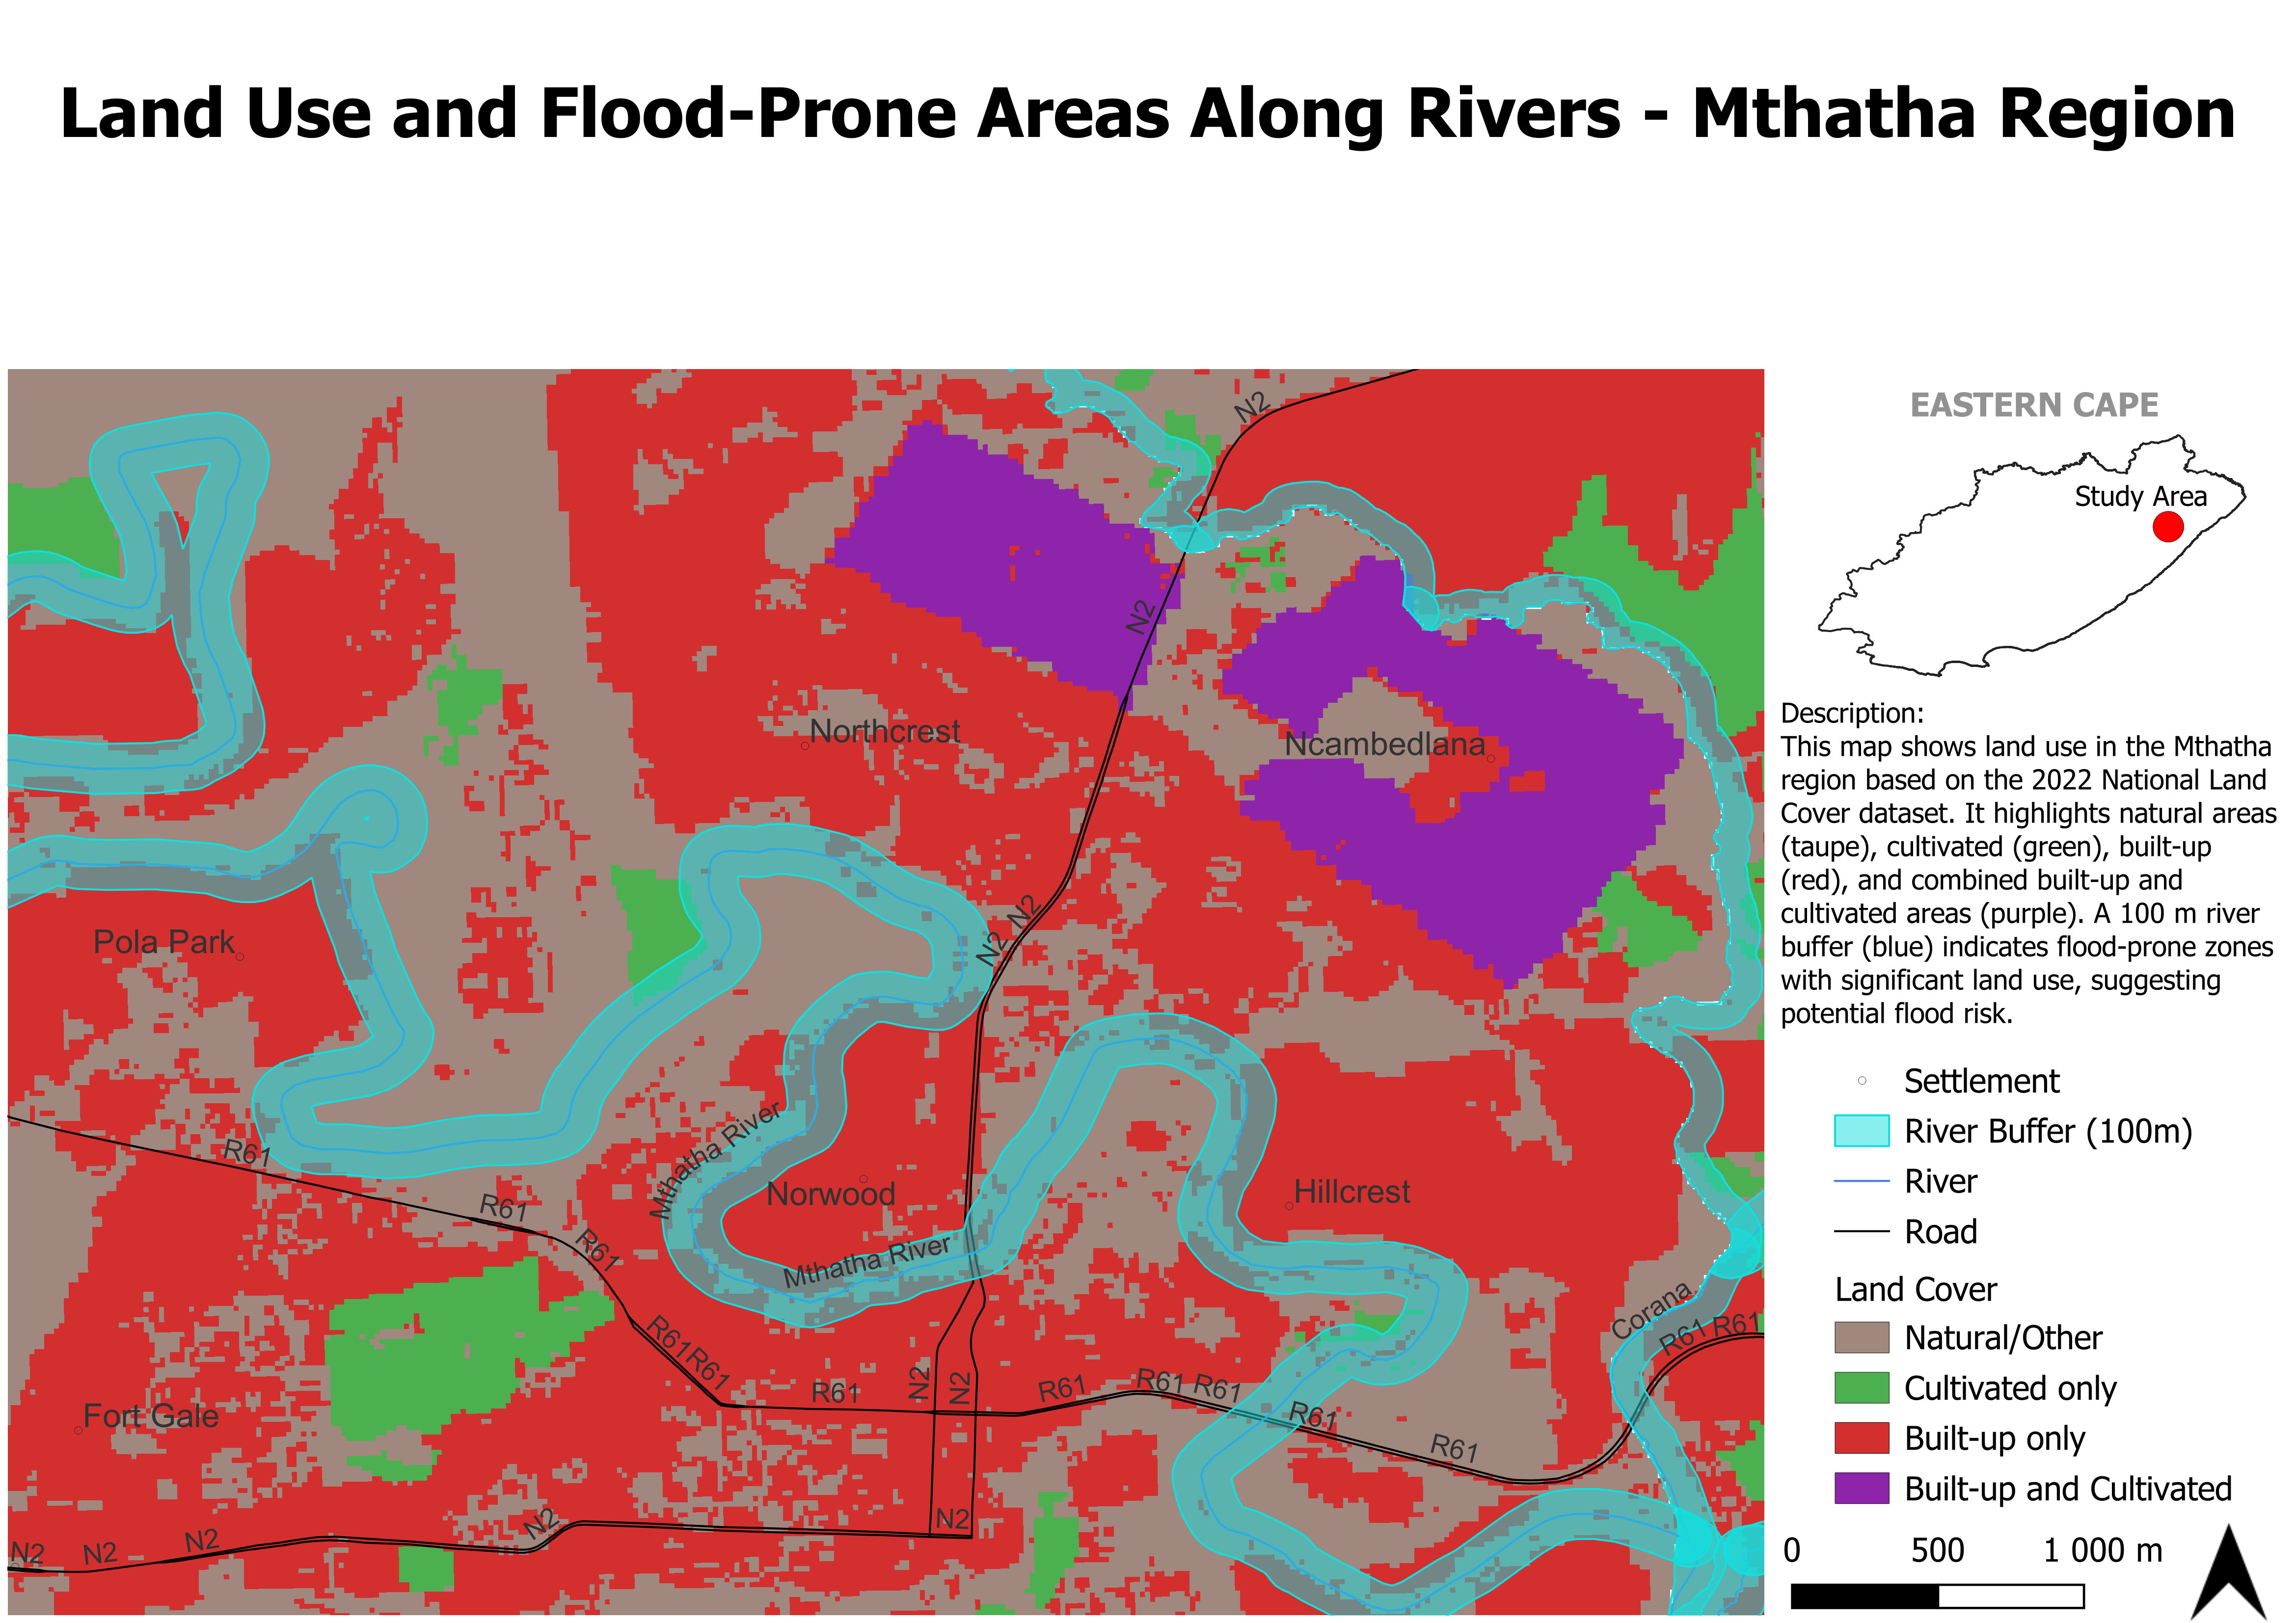 Land Use and Flood-Prone Areas Along Rivers - Mthatha Region
EASTERN CAPE
Study Area
N2
N2
Northcrest
Ncambedlana
N2
N2
Pola Park
R61
Mthatha River
Norwood
Hillcrest
R61
R61
Mthatha River
Corana
R61
R61
R61
R61
R61
N2
N2
R61
R61
R61
R61
R61
Fort Gale
N2
N2
N2
N2
N2
Description:
This map shows land use in the Mthatha
region based on the 2022 National Land
Cover dataset. It highlights natural areas
(taupe), cultivated (green), built-up
(red), and combined built-up and
cultivated areas (purple). A 100 m river
buffer (blue) indicates flood-prone zones
with significant land use, suggesting
potential flood risk.
Settlement
River Buffer (100m)
River
Road
Land Cover
Natural/Other
Cultivated only
Built-up only
Built-up and Cultivated
0 500 1 000 m